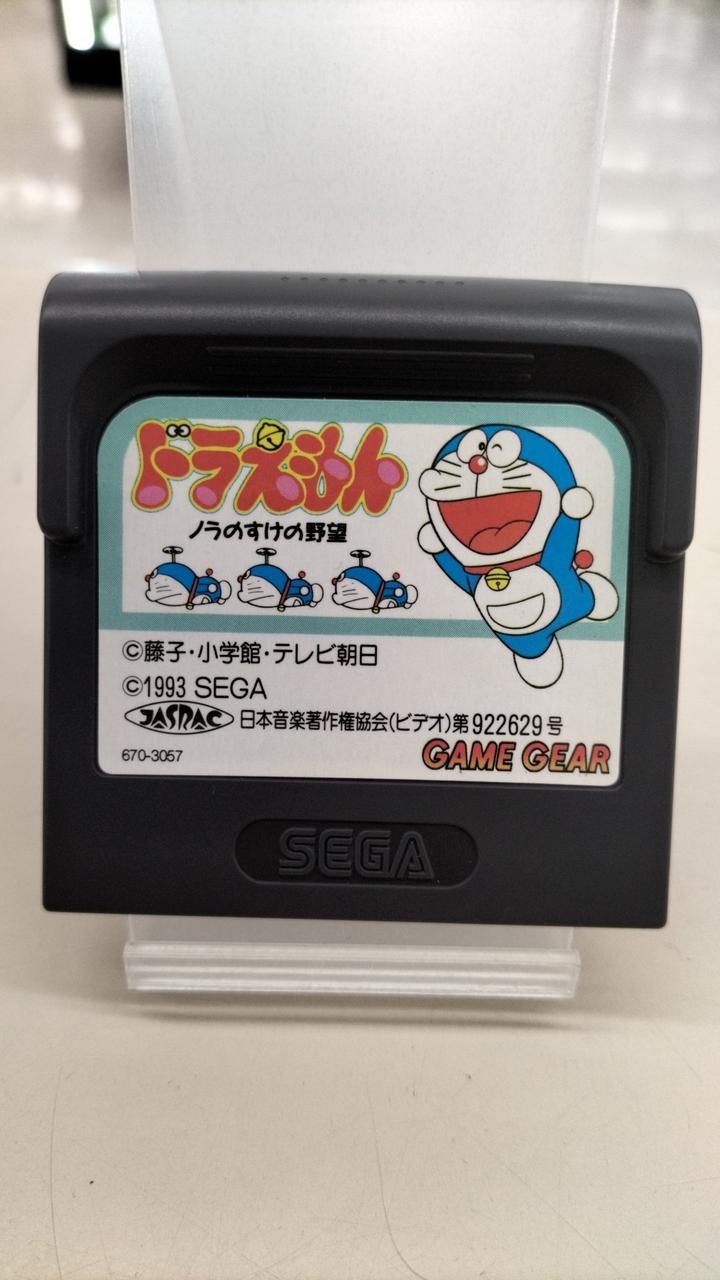 ドラえもん
ノラのすけの野望
©藤子・小学館・テレビ朝日
©1993 SEGA
JASRAC 日本音楽著作権協会(ビデオ)第922629号
670-3057
GAME GEAR
SEGA